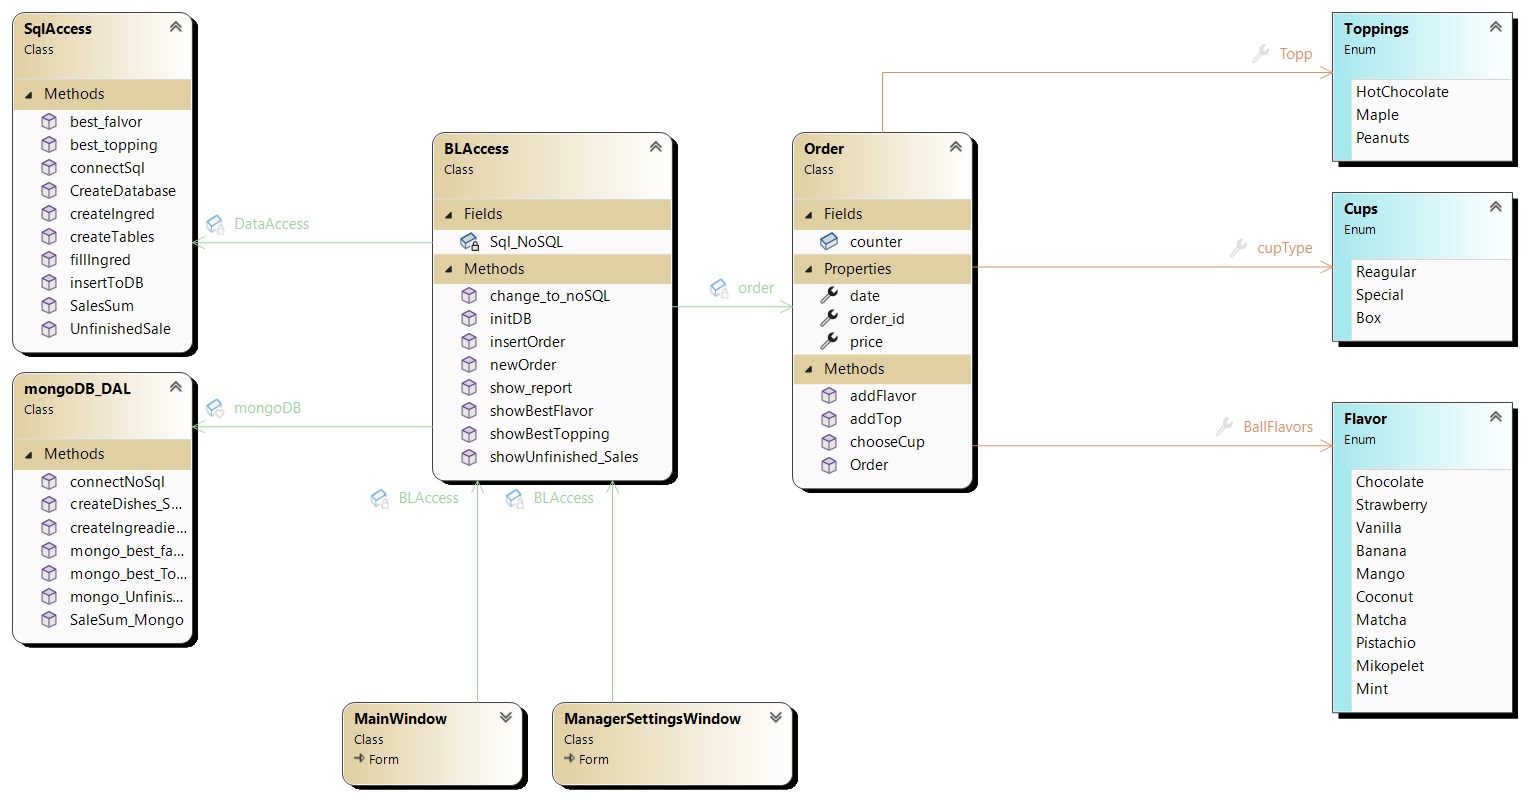 SqlAccess
Class
Methods
best_falvor
best_topping
connectSql
CreateDatabase
createIngred
createTables
fillIngred
insertToDB
SalesSum
UnfinishedSale
mongoDB_DAL
Class
Methods
connectNoSql
createDishes_S...
createIngreadie...
mongo_best_fa...
mongo_best_To...
mongo_Unfinis...
SaleSum_Mongo
DataAccess
mongoDB
BLAccess
Class
Fields
Sql_NoSQL
Methods
change_to_noSQL
initDB
insertOrder
newOrder
show_report
showBestFlavor
showBestTopping
showUnfinished_Sales
BLAccess
BLAccess
MainWindow
Class
Form
ManagerSettingsWindow
Class
Form
order
Order
Class
Fields
counter
Properties
date
order_id
price
Methods
addFlavor
addTop
chooseCup
Order
Topp
cupType
BallFlavors
Toppings
Enum
HotChocolate
Maple
Peanuts
Cups
Enum
Reagular
Special
Box
Flavor
Enum
Chocolate
Strawberry
Vanilla
Banana
Mango
Coconut
Matcha
Pistachio
Mikopelet
Mint